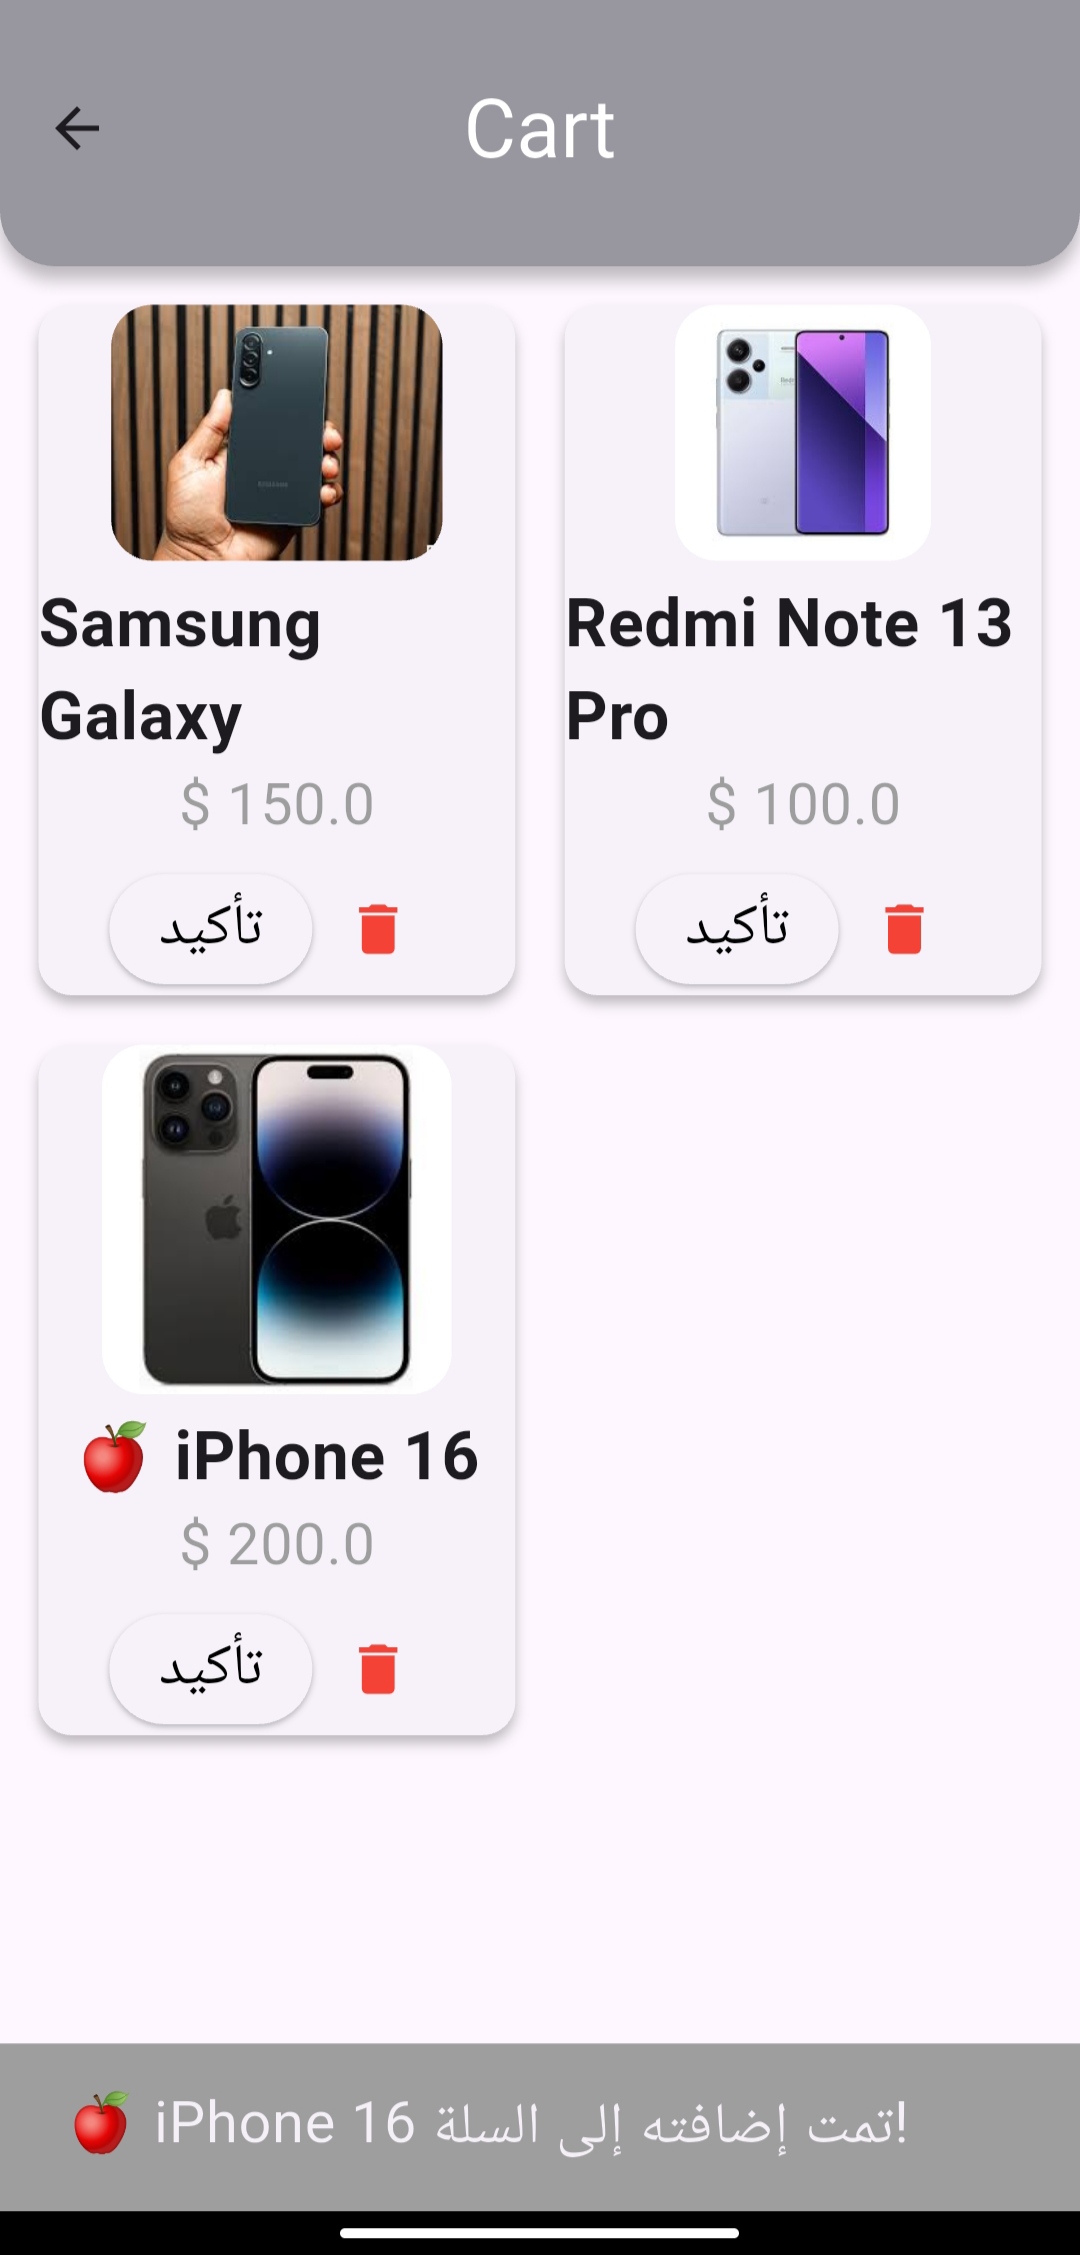 Cart
Samsung
Galaxy
$ 150.0
تأكيد
Redmi Note 13
Pro
$ 100.0
تأكيد
🍎 iPhone 16
$ 200.0
تأكيد
🍎 iPhone 16 تمت إضافته إلى السلة!